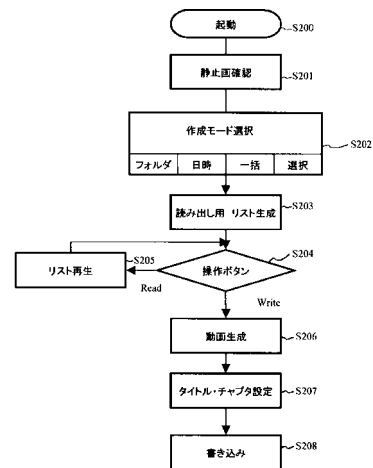 起動
S200
静止画確認
S201
作成モード選択
S202
フォルダ 日時 一括 選択
読み出し用 リスト生成
S203
S204
操作ボタン
S205
リスト再生
Read
Write
動画生成
S206
タイトル・チャプタ設定
S207
書き込み
S208